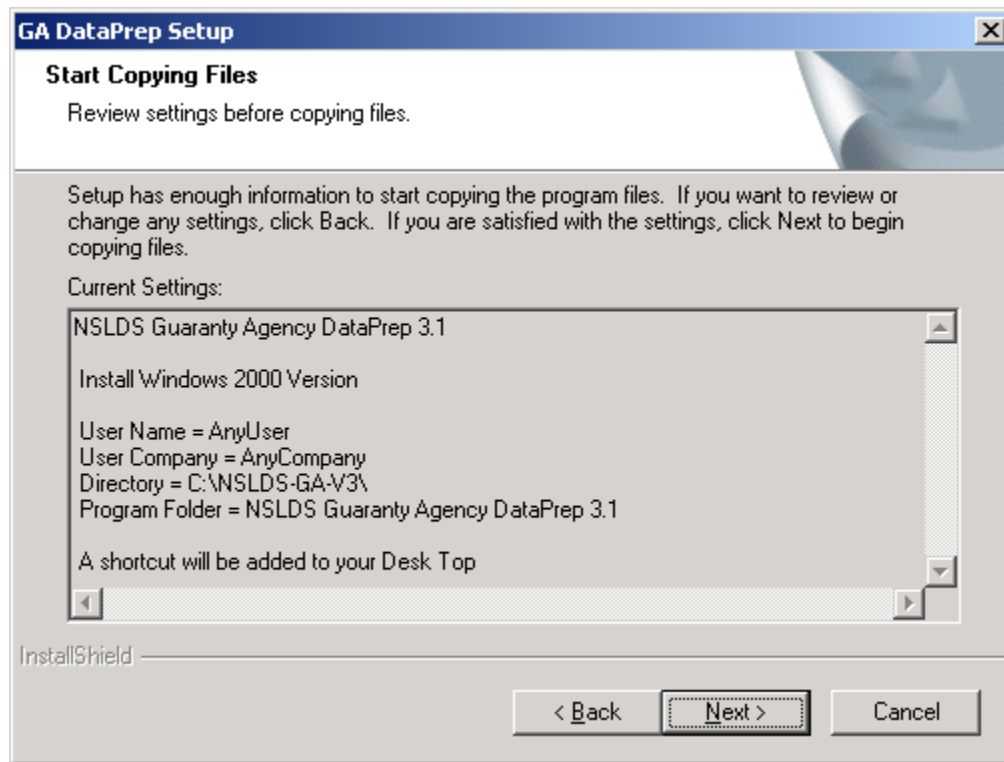 GA DataPrep Setup
Start Copying Files
Review settings before copying files.
Setup has enough information to start copying the program files.  If you want to review or
change any settings, click Back.  If you are satisfied with the settings, click Next to begin
copying files.
Current Settings:
NSLDS Guaranty Agency DataPrep 3.1
Install Windows 2000 Version
User Name = AnyUser
User Company = AnyCompany
Directory = C:\NSLDS-GA-V3\
Program Folder = NSLDS Guaranty Agency DataPrep 3.1
A shortcut will be added to your Desk Top
InstallShield
< Back
Next >
Cancel